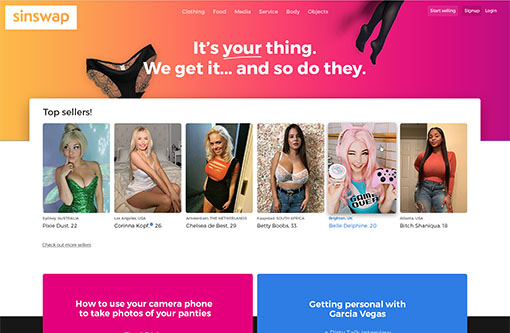 sinswap
Clothing Food Media Service Body Objects
Start selling Signup Login
It's your thing.
We get it... and so do they.
Top sellers!
GAME
OVER
Sydney, AUSTRALIA
Pixie Dust, 22
Los Angeles, USA
Corinna Kopf, 26
Amsterdam, THE NETHERLANDS
Chelsea de Best, 29
Kaapstad, SOUTH AFRICA
Betty Boobs, 33
Brighton, UK
Belle Delphine, 20
Atlanta, USA
Bitch Shaniqua, 18
Check out more sellers
How to use your camera phone
to take photos of your panties
Getting personal with
Garcia Vegas